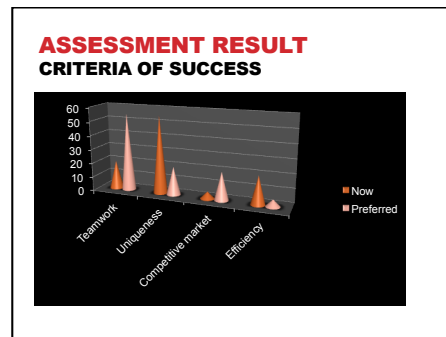 ASSESSMENT RESULT
CRITERIA OF SUCCESS
60
50
40
30
20
10
0
Teamwork
Uniqueness
Competitive market
Efficiency
Now
Preferred